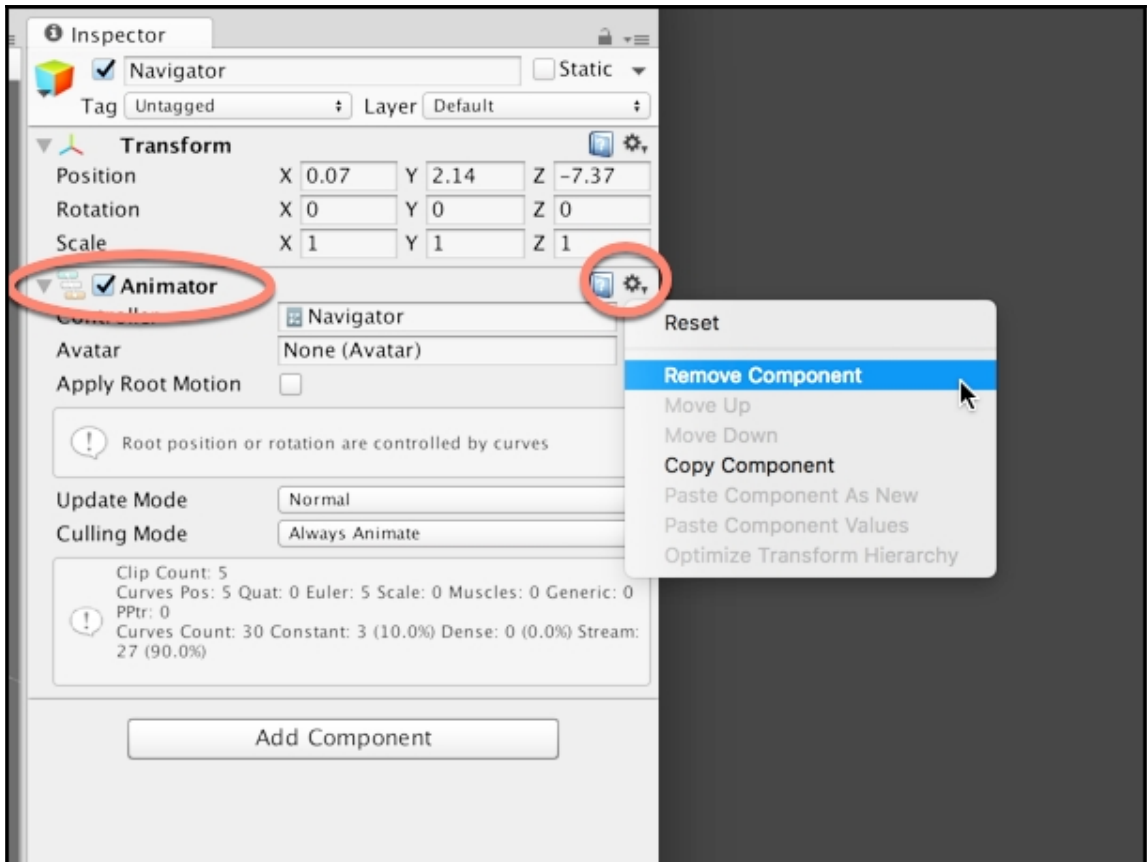 Inspector
Navigator Static
Tag Untagged Layer Default
Transform
Position X 0.07 Y 2.14 Z -7.37
Rotation X 0 Y 0 Z 0
Scale X 1 Y 1 Z 1
Animator
Controller Navigator
Reset
Avatar None (Avatar)
Apply Root Motion
Remove Component
Move Up
Move Down
Root position or rotation are controlled by curves
Copy Component
Update Mode Normal
Paste Component As New
Culling Mode Always Animate
Paste Component Values
Optimize Transform Hierarchy
Clip Count: 5
Curves Pos: 5 Quat: 0 Euler: 5 Scale: 0 Muscles: 0 Generic: 0
PPtr: 0
Curves Count: 30 Constant: 3 (10.0%) Dense: 0 (0.0%) Stream:
27 (90.0%)
Add Component